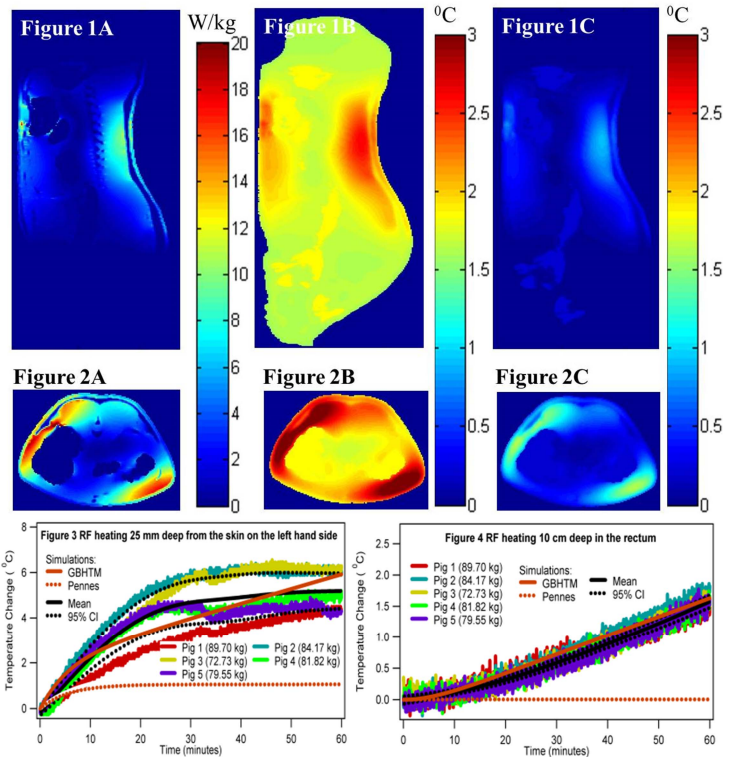 Figure 1A
W/kg
Figure 1B
⁰C
Figure 1C
⁰C
20
18
16
14
12
10
8
6
4
2
0
3
2.5
2
1.5
1
0.5
0
3
2.5
2
1.5
1
0.5
0
Figure 2A
Figure 2B
Figure 2C
Figure 3 RF heating 25 mm deep from the skin on the left hand side
Simulations:
GBHTM
Pennes
Mean
95% CI
Pig 1 (89.70 kg)
Pig 2 (84.17 kg)
Pig 3 (72.73 kg)
Pig 4 (81.82 kg)
Pig 5 (79.55 kg)
Temperature Change (⁰C)
8
6
4
2
0
0
10
20
30
40
50
60
Time (minutes)
Figure 4 RF heating 10 cm deep in the rectum
Pig 1 (89.70 kg)
Pig 2 (84.17 kg)
Pig 3 (72.73 kg)
Pig 4 (81.82 kg)
Pig 5 (79.55 kg)
Simulations:
GBHTM
Pennes
Mean
95% CI
Temperature Change (⁰C)
2.5
2.0
1.5
1.0
0.5
0.0
0
10
20
30
40
50
60
Time (minutes)